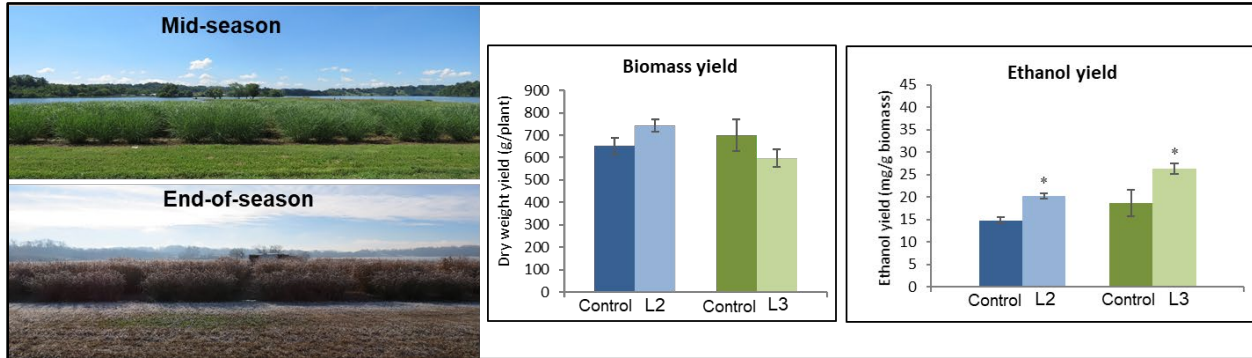 Mid-season
End-of-season
Biomass yield
Dry weight yield (g/plant)
900
800
700
600
500
400
300
200
100
0
Control L2 Control L3
Ethanol yield
Ethanol yield (mg/g biomass)
45
40
35
30
25
20
15
10
5
0
*
*
Control L2 Control L3